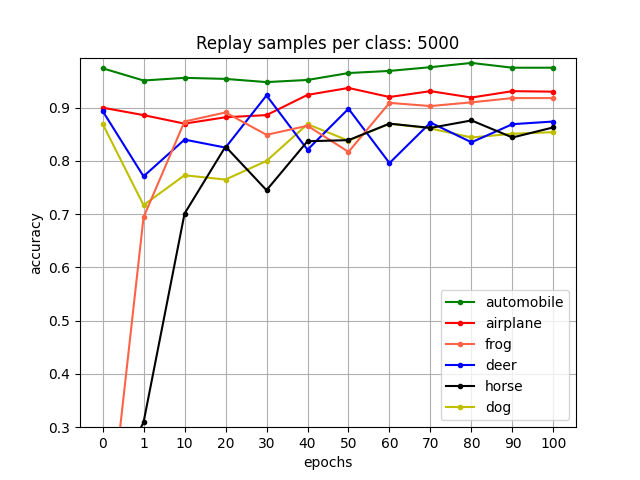 Replay samples per class: 5000
accuracy
0.9
0.8
0.7
0.6
0.5
0.4
0.3
automobile
airplane
frog
deer
horse
dog
0 1 10 20 30 40 50 60 70 80 90 100
epochs